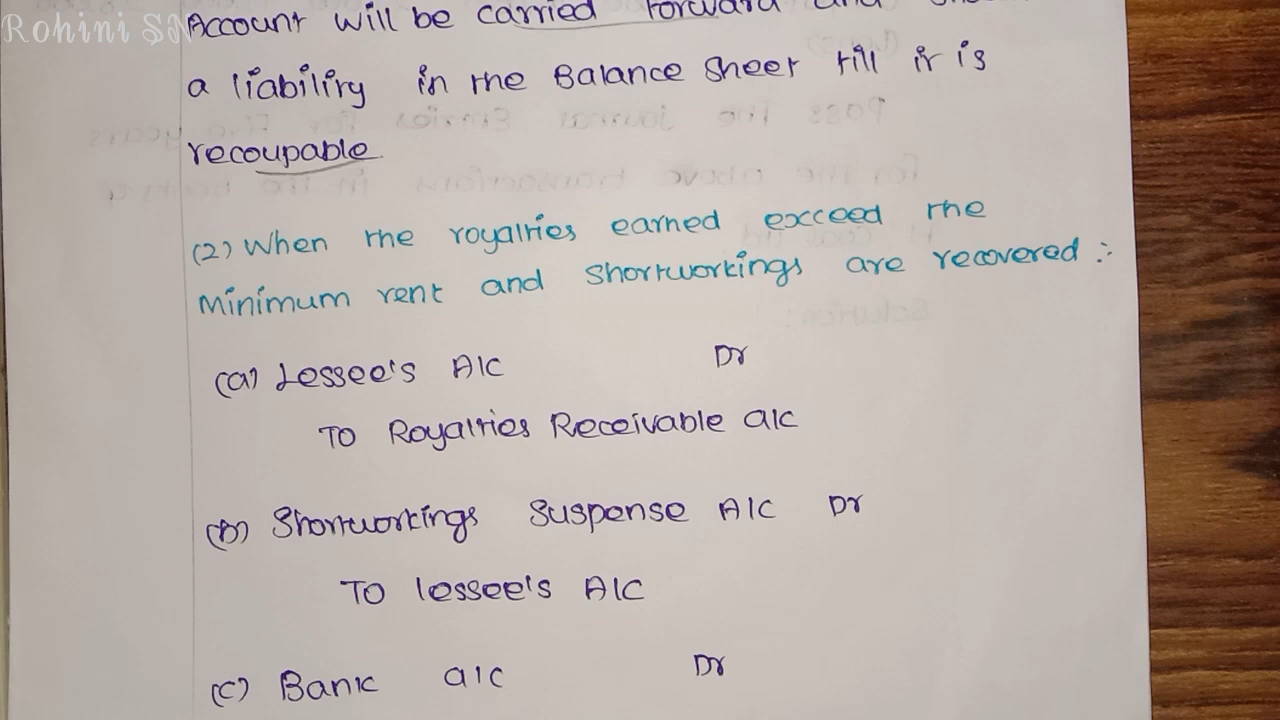 Rohini SN
Account will be carried forward and
a liability in the Balance Sheet till it is
recoupable
(2) When the royalties earned exceed the
Minimum rent and Shortworkings are recovered :-
(a) Lessee's A/c Dr
To Royalties Receivable a/c
(b) Shortworkings Suspense A/c Dr
To lessee's A/c
(c) Bank a/c Dr